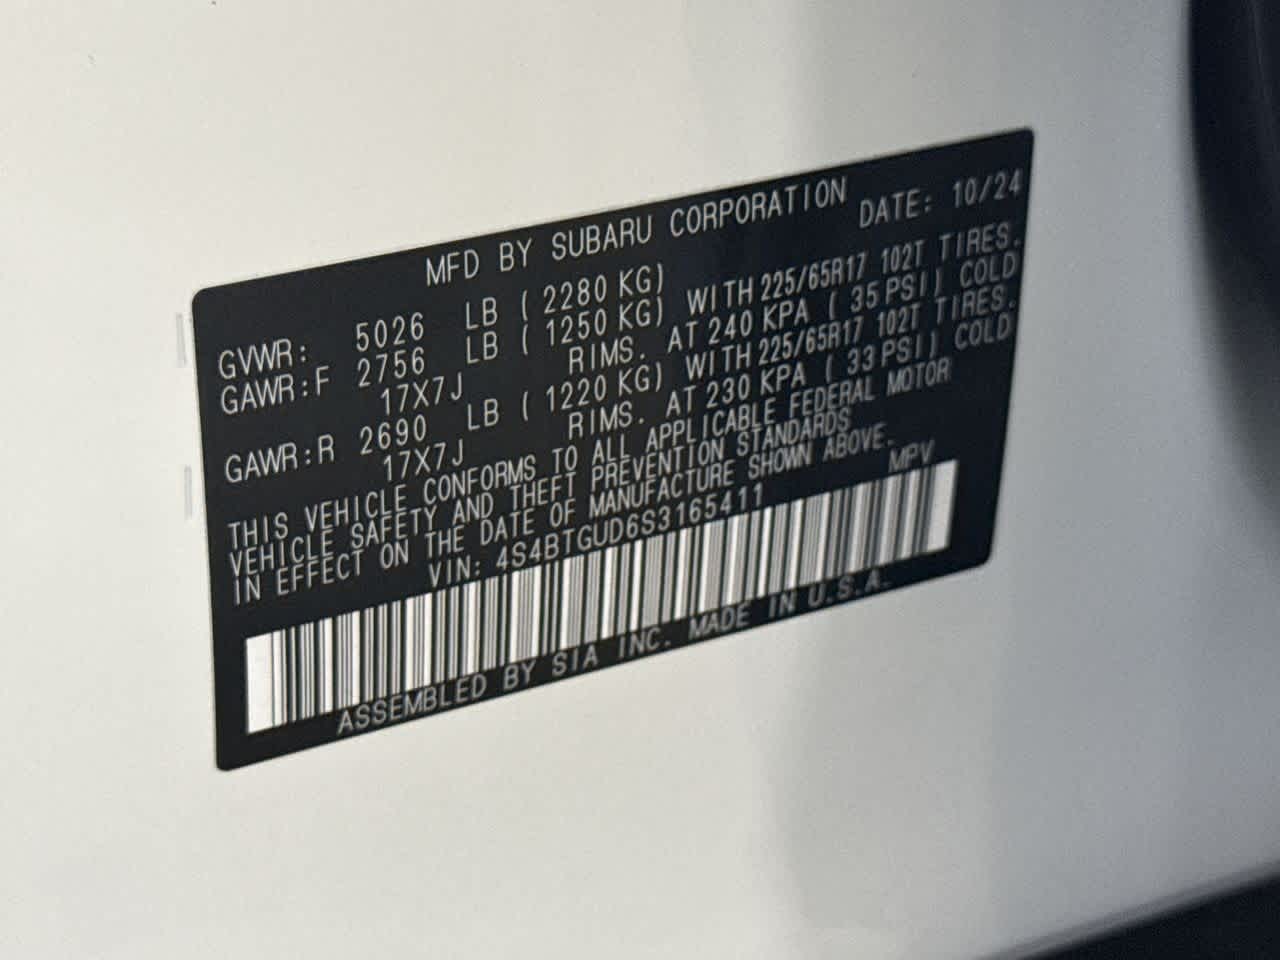 MFD BY SUBARU CORPORATION DATE: 10/24
GVWR: 5026 LB ( 2280 KG)
GAWR:F 2756 LB ( 1250 KG) WITH 225/65R17 102T TIRES.
17X7J RIMS. AT 240 KPA ( 35 PSI) COLD
GAWR:R 2690 LB ( 1220 KG) WITH 225/65R17 102T TIRES.
17X7J RIMS. AT 230 KPA ( 33 PSI) COLD
THIS VEHICLE CONFORMS TO ALL APPLICABLE FEDERAL MOTOR
VEHICLE SAFETY AND THEFT PREVENTION STANDARDS
IN EFFECT ON THE DATE OF MANUFACTURE SHOWN ABOVE.
VIN: 4S4BTGUD6S3165411 MPV
ASSEMBLED BY SIA INC. MADE IN U.S.A.